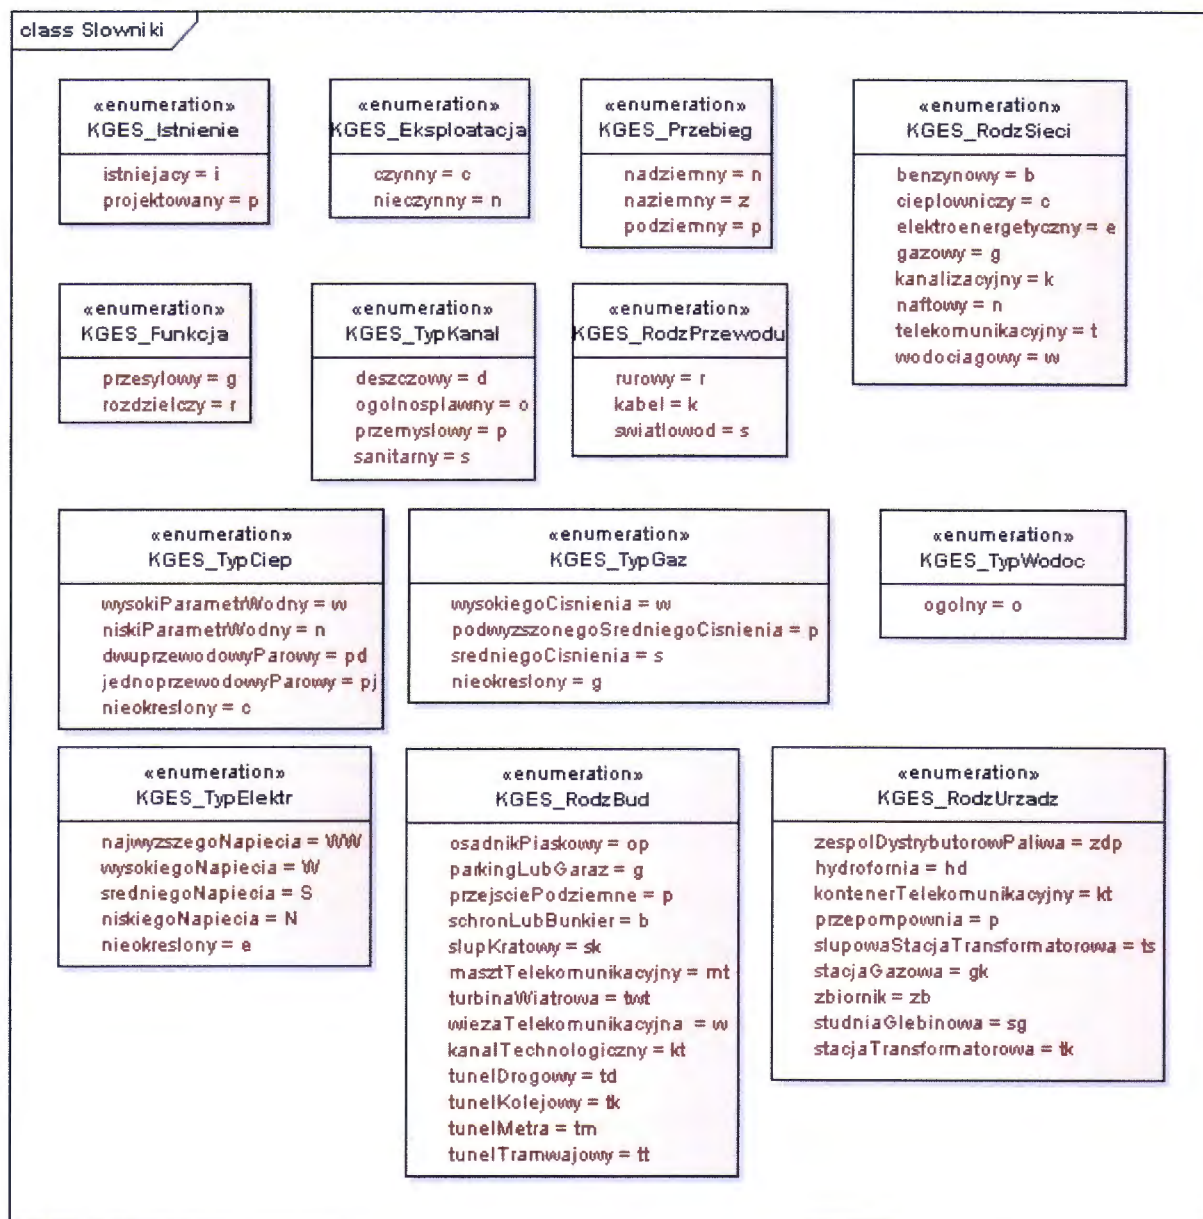 class Slowniki
«enumeration»
KGES_Istnienie
istniejacy = i
projektowany = p
«enumeration»
KGES_Eksploatacja
czynny = c
nieczynny = n
«enumeration»
KGES_Przebieg
nadziemny = n
naziemny = z
podziemny = p
«enumeration»
KGES_RodzSieci
benzynowy = b
cieplowniczy = c
elektroenergetyczny = e
gazowy = g
kanalizacyjny = k
naftowy = n
telekomunikacyjny = t
wodociagowy = w
«enumeration»
KGES_Funkcja
przesylowy = g
rozdzielczy = r
«enumeration»
KGES_TypKanal
deszczowy = d
ogolnosplawny = o
przemyslowy = p
sanitarny = s
«enumeration»
KGES_RodzPrzewodu
rurowy = r
kabel = k
swiatlowod = s
«enumeration»
KGES_TypCiep
wysokiParametrWodny = w
niskiParametrWodny = n
dwuprzewodowyParowy = pd
jednoprzewodowyParowy = pj
nieokreslony = c
«enumeration»
KGES_TypGaz
wysokiegoCisnienia = w
podwyzszonegoSredniegoCisnienia = p
sredniegoCisnienia = s
nieokreslony = g
«enumeration»
KGES_TypWodoc
ogolny = o
«enumeration»
KGES_TypElektr
najwyzszegoNapiecia = WW
wysokiegoNapiecia = W
sredniegoNapiecia = S
niskiegoNapiecia = N
nieokreslony = e
«enumeration»
KGES_RodzBud
osadnikPiaskowy = op
parkingLubGaraz = g
przejsciePodziemne = p
schronLubBunkier = b
slupKratowy = sk
masztTelekomunikacyjny = mt
turbinaWiatrowa = twt
wiezaTelekomunikacyjna = w
kanalTechnologiczny = kt
tunelDrogowy = td
tunelKolejowy = tk
tunelMetra = tm
tunelTramwajowy = tt
«enumeration»
KGES_RodzUrzadz
zespolDystrybutorowPaliwa = zdp
hydrofornia = hd
kontenerTelekomunikacyjny = kt
przepompownia = p
slupowaStacjaTransformatorowa = ts
stacjaGazowa = gk
zbiornik = zb
studniaGlebinowa = sg
stacjaTransformatorowa = tk